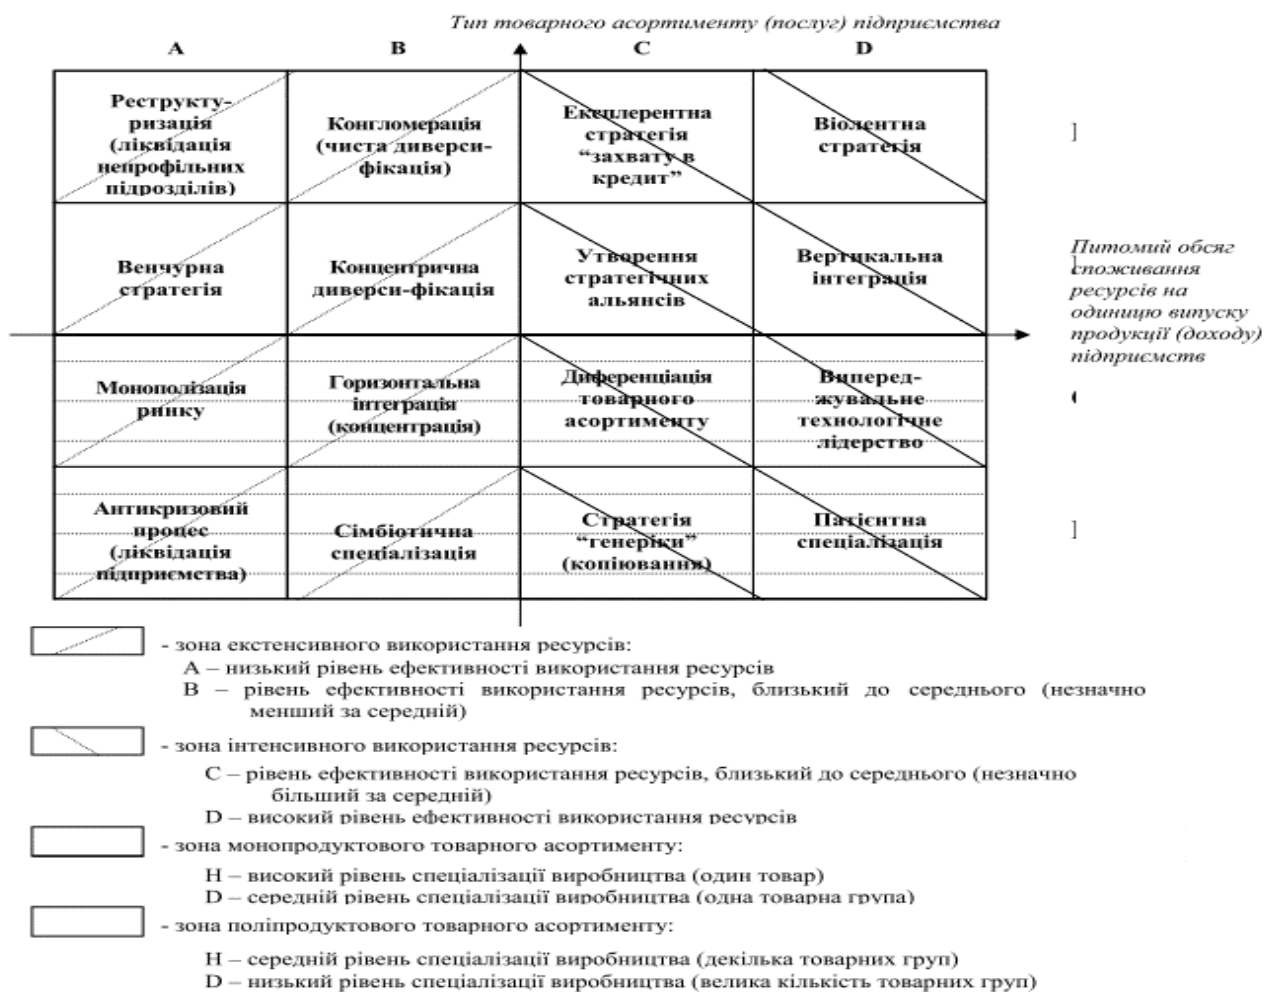 Тип товарного асортименту (послуг) підприємства
A B C D
Реструкту-
ризація
(ліквідація
непрофільних
підрозділів)
Конгломерація
(чиста диверси-
фікація)
Експлерентна
стратегія
“захвату в
кредит”
Віолентна
стратегія
]
Венчурна
стратегія
Концентрична
диверси-фікація
Утворення
стратегічних
альянсів
Вертикальна
інтеграція
]
Питомий обсяг
споживання
ресурсів на
одиницю випуску
продукції (доходу)
підприємств
Монополізація
ринку
Горизонтальна
інтеграція
(концентрація)
Диференціація
товарного
асортименту
Виперед-
жувальне
технологічне
лідерство
Антикризовий
процес
(ліквідація
підприємства)
Сімбіотична
спеціалізація
Стратегія
“генеріки”
(копіювання)
Патієнтна
спеціалізація
]
- зона екстенсивного використання ресурсів:
A – низький рівень ефективності використання ресурсів
B – рівень ефективності використання ресурсів, близький до середнього (незначно
менший за середній)
- зона інтенсивного використання ресурсів:
C – рівень ефективності використання ресурсів, близький до середнього (незначно
більший за середній)
D – високий рівень ефективності використання ресурсів
- зона монопродуктового товарного асортименту:
Н – високий рівень спеціалізації виробництва (один товар)
D – середній рівень спеціалізації виробництва (одна товарна група)
- зона поліпродуктового товарного асортименту:
Н – середній рівень спеціалізації виробництва (декілька товарних груп)
D – низький рівень спеціалізації виробництва (велика кількість товарних груп)